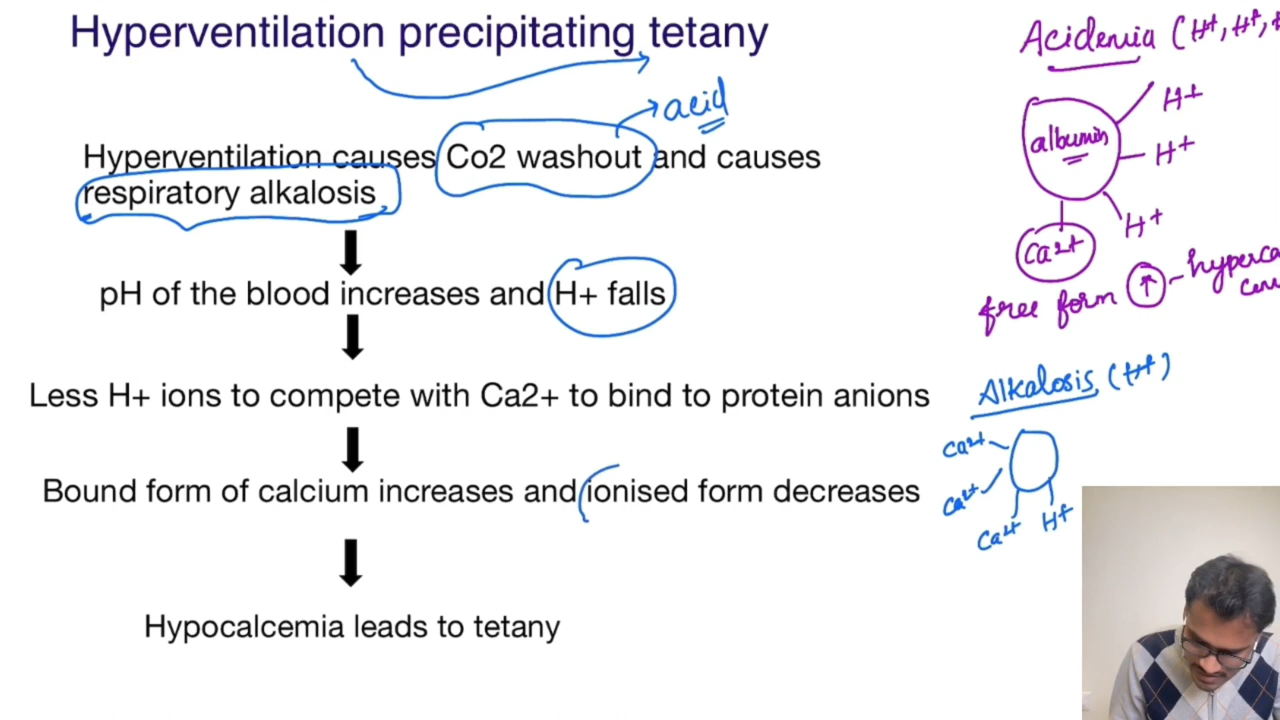 Hyperventilation precipitating tetany
acid
Hyperventilation causes Co2 washout and causes
respiratory alkalosis
pH of the blood increases and H+ falls
Less H+ ions to compete with Ca2+ to bind to protein anions
Bound form of calcium increases and ionised form decreases
Hypocalcemia leads to tetany
Acidemia (H+, H+,
albumin
H+
H+
H+
Ca2+
free form ↑ -
Alkalosis (H+)
Ca2+
Ca2+
Ca2+ H+